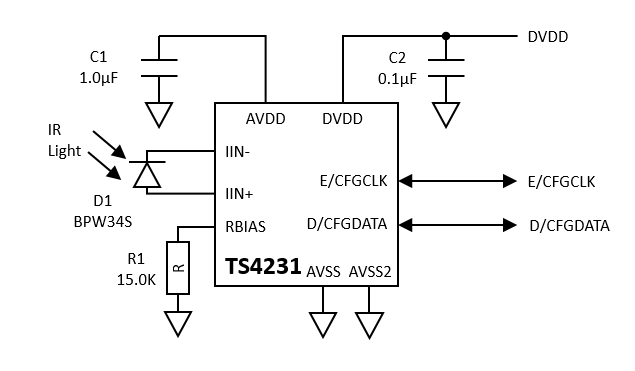 C1
1.0µF
C2
0.1µF
DVDD
AVDD
DVDD
IR
Light
IIN-
IIN+
D1
BPW34S
RBIAS
R1
15.0K
R
TS4231
E/CFGCLK
E/CFGCLK
D/CFGDATA
D/CFGDATA
AVSS
AVSS2